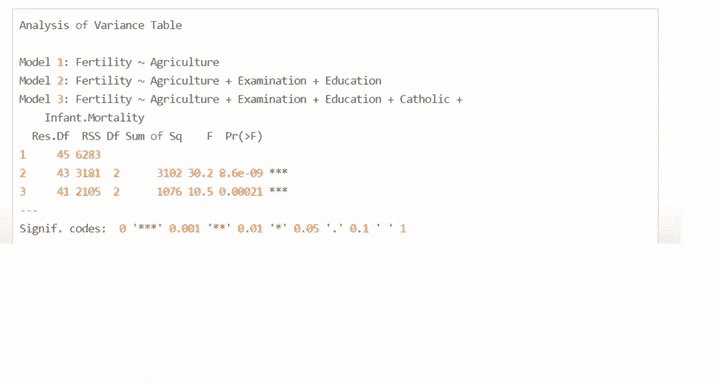 Analysis of Variance Table
Model 1: Fertility ~ Agriculture
Model 2: Fertility ~ Agriculture + Examination + Education
Model 3: Fertility ~ Agriculture + Examination + Education + Catholic +
Infant.Mortality
Res.Df RSS Df Sum of Sq F Pr(>F)
1 45 6283
2 43 3181 2 3102 30.2 8.6e-09 ***
3 41 2105 2 1076 10.5 0.00021 ***
---
Signif. codes: 0 '***' 0.001 '**' 0.01 '*' 0.05 '.' 0.1 ' ' 1